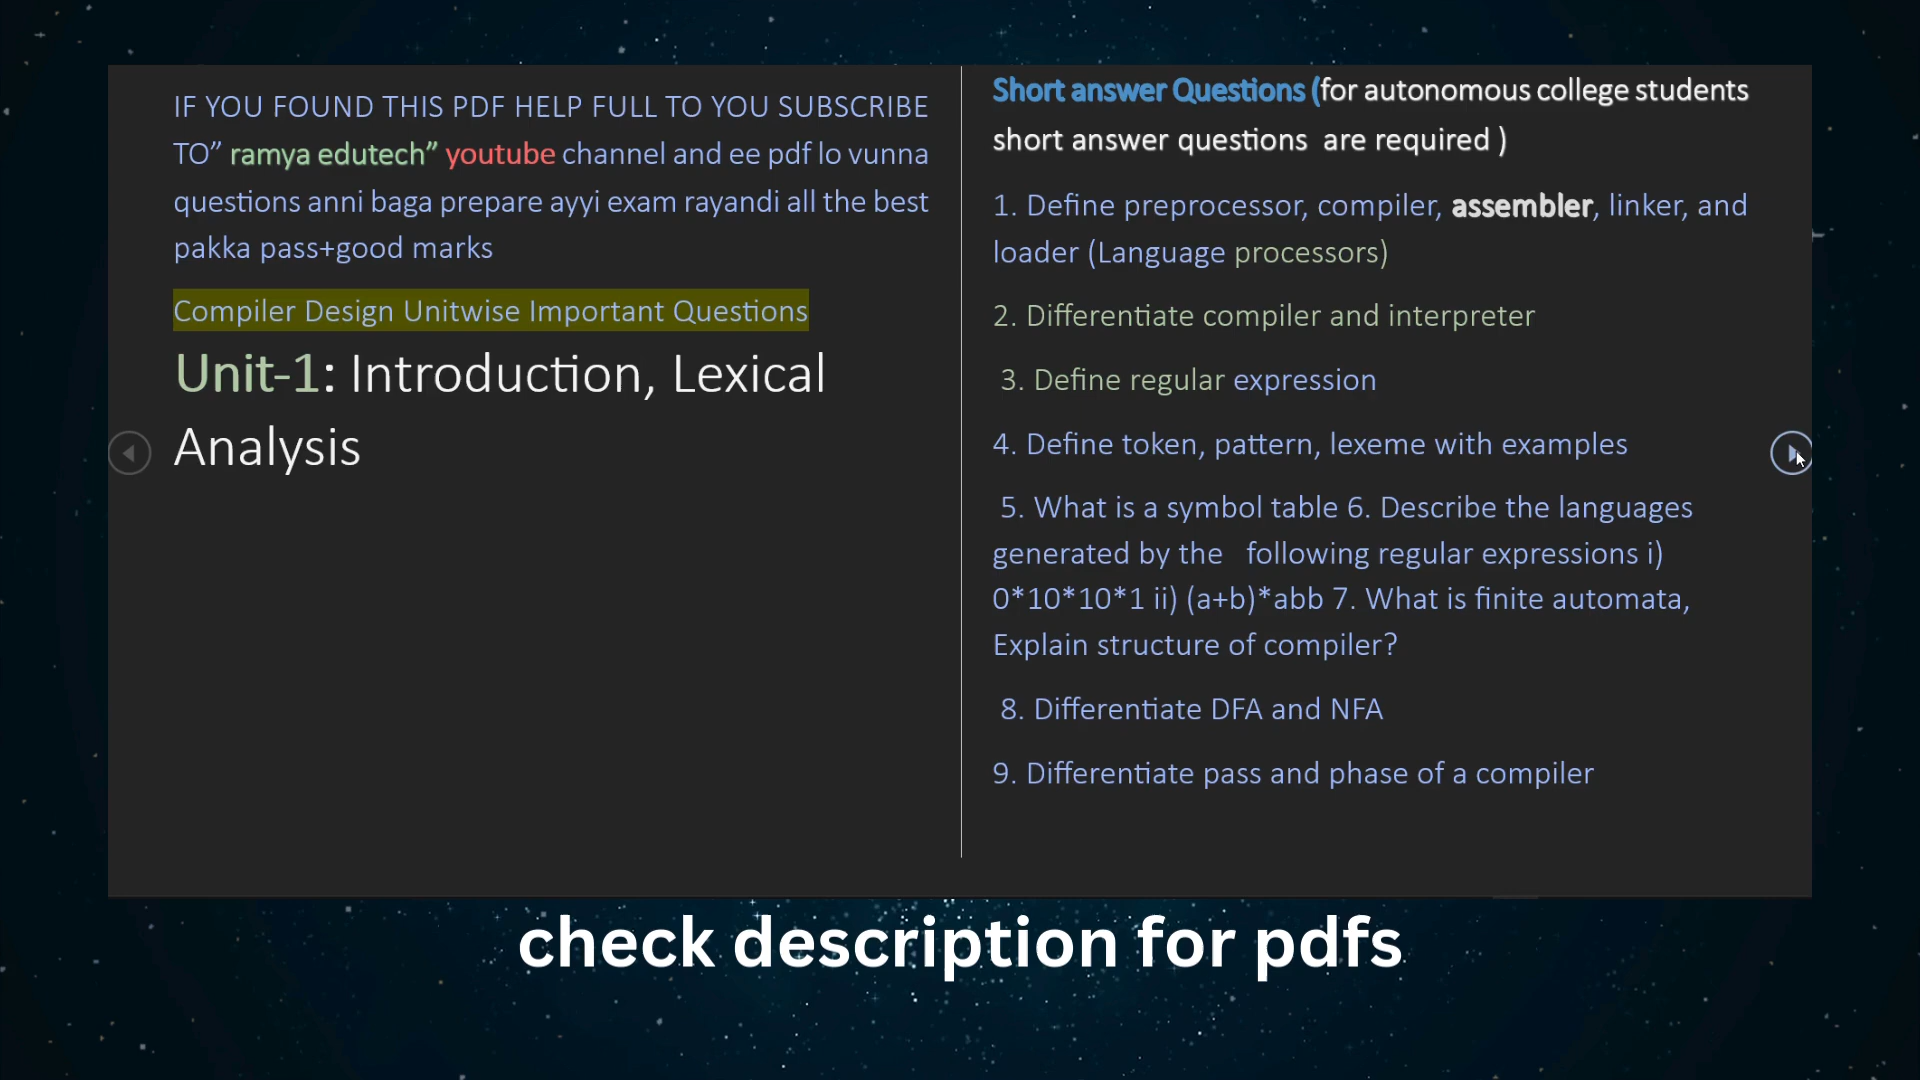 IF YOU FOUND THIS PDF HELP FULL TO YOU SUBSCRIBE
TO” ramya edutech” youtube channel and ee pdf lo vunna
questions anni baga prepare ayyi exam rayandi all the best
pakka pass+good marks
Compiler Design Unitwise Important Questions
Unit-1: Introduction, Lexical
Analysis
Short answer Questions (for autonomous college students
short answer questions are required )
1. Define preprocessor, compiler, assembler, linker, and
loader (Language processors)
2. Differentiate compiler and interpreter
3. Define regular expression
4. Define token, pattern, lexeme with examples
5. What is a symbol table 6. Describe the languages
generated by the following regular expressions i)
0*10*10*1 ii) (a+b)*abb 7. What is finite automata,
Explain structure of compiler?
8. Differentiate DFA and NFA
9. Differentiate pass and phase of a compiler
check description for pdfs